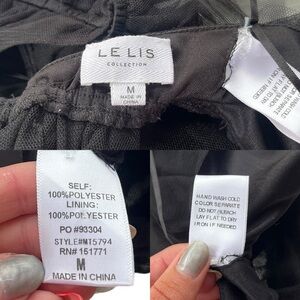 LE LIS
COLLECTION
M
MADE IN
CHINA
SELF:
100%POLYESTER
LINING:
100%POLYESTER
PO #93304
STYLE#MT5794
RN#151771
M
MADE IN CHINA
HAND WASH COLD
COLOR SEPARATE
DO NOT BLEACH
LAY FLAT TO DRY
IRON IF NEEDED